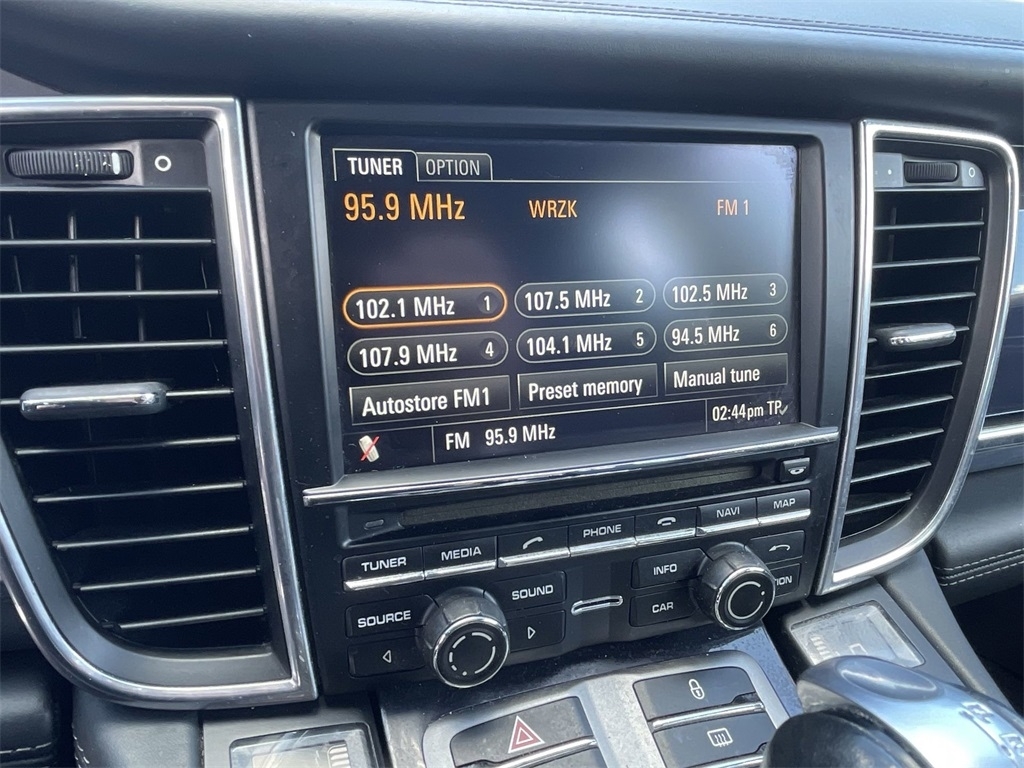 TUNER OPTION
95.9 MHz WRZK FM 1
102.1 MHz 1 107.5 MHz 2 102.5 MHz 3
107.9 MHz 4 104.1 MHz 5 94.5 MHz 6
Autostore FM1 Preset memory Manual tune
FM 95.9 MHz 02:44pm TP
TUNER MEDIA PHONE NAVI MAP
SOURCE SOUND INFO
CAR
P
R